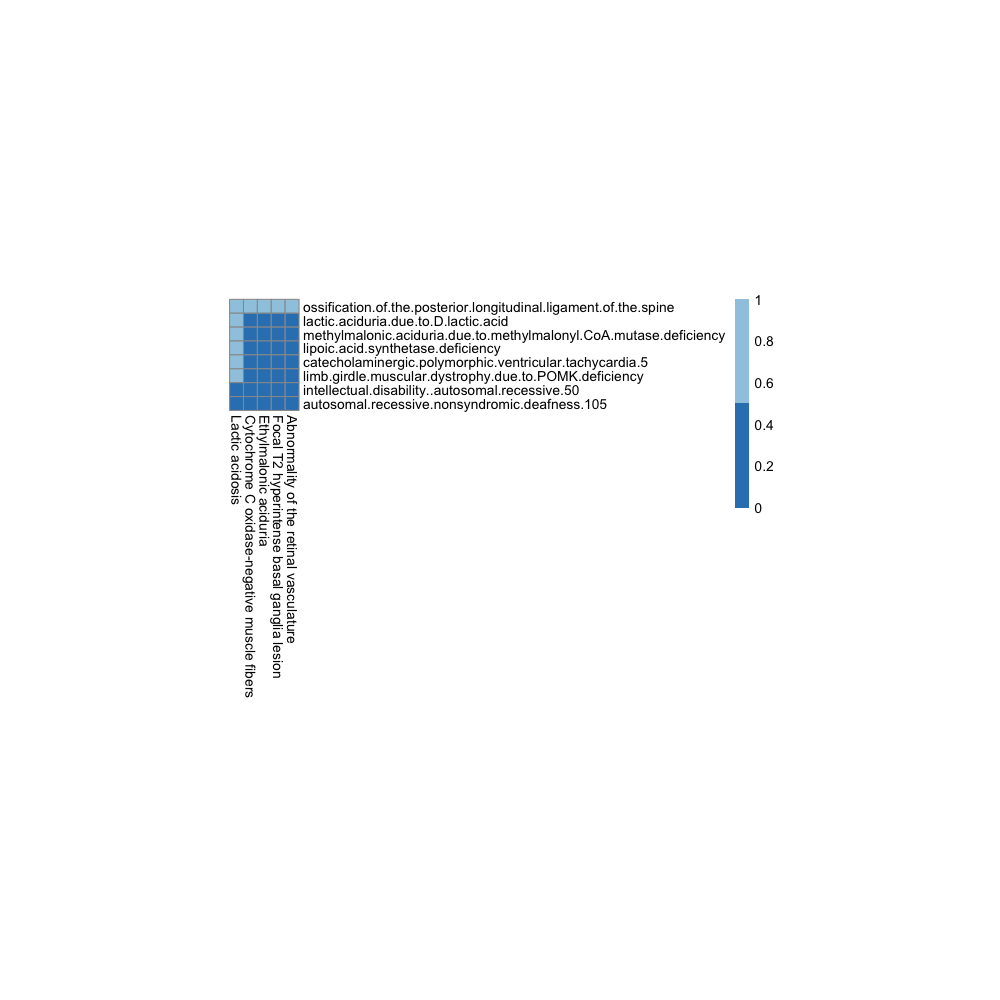 ossification.of.the.posterior.longitudinal.ligament.of.the.spine
lactic.aciduria.due.to.D.lactic.acid
methylmalonic.aciduria.due.to.methylmalonyl.CoA.mutase.deficiency
lipoic.acid.synthetase.deficiency
catecholaminergic.polymorphic.ventricular.tachycardia.5
limb.girdle.muscular.dystrophy.due.to.POMK.deficiency
intellectual.disability..autosomal.recessive.50
autosomal.recessive.nonsyndromic.deafness.105
Lactic acidosis
Cytochrome C oxidase-negative muscle fibers
Ethylmalonic aciduria
Focal T2 hyperintense basal ganglia lesion
Abnormality of the retinal vasculature
1
0.8
0.6
0.4
0.2
0